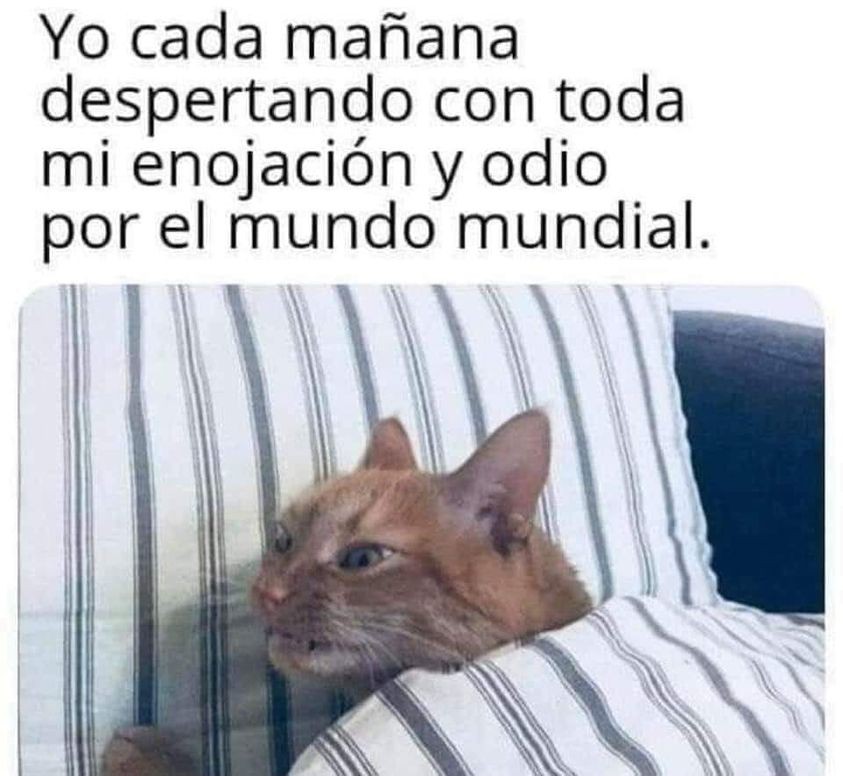 Yo cada mañana
despertando con toda
mi enojación y odio
por el mundo mundial.